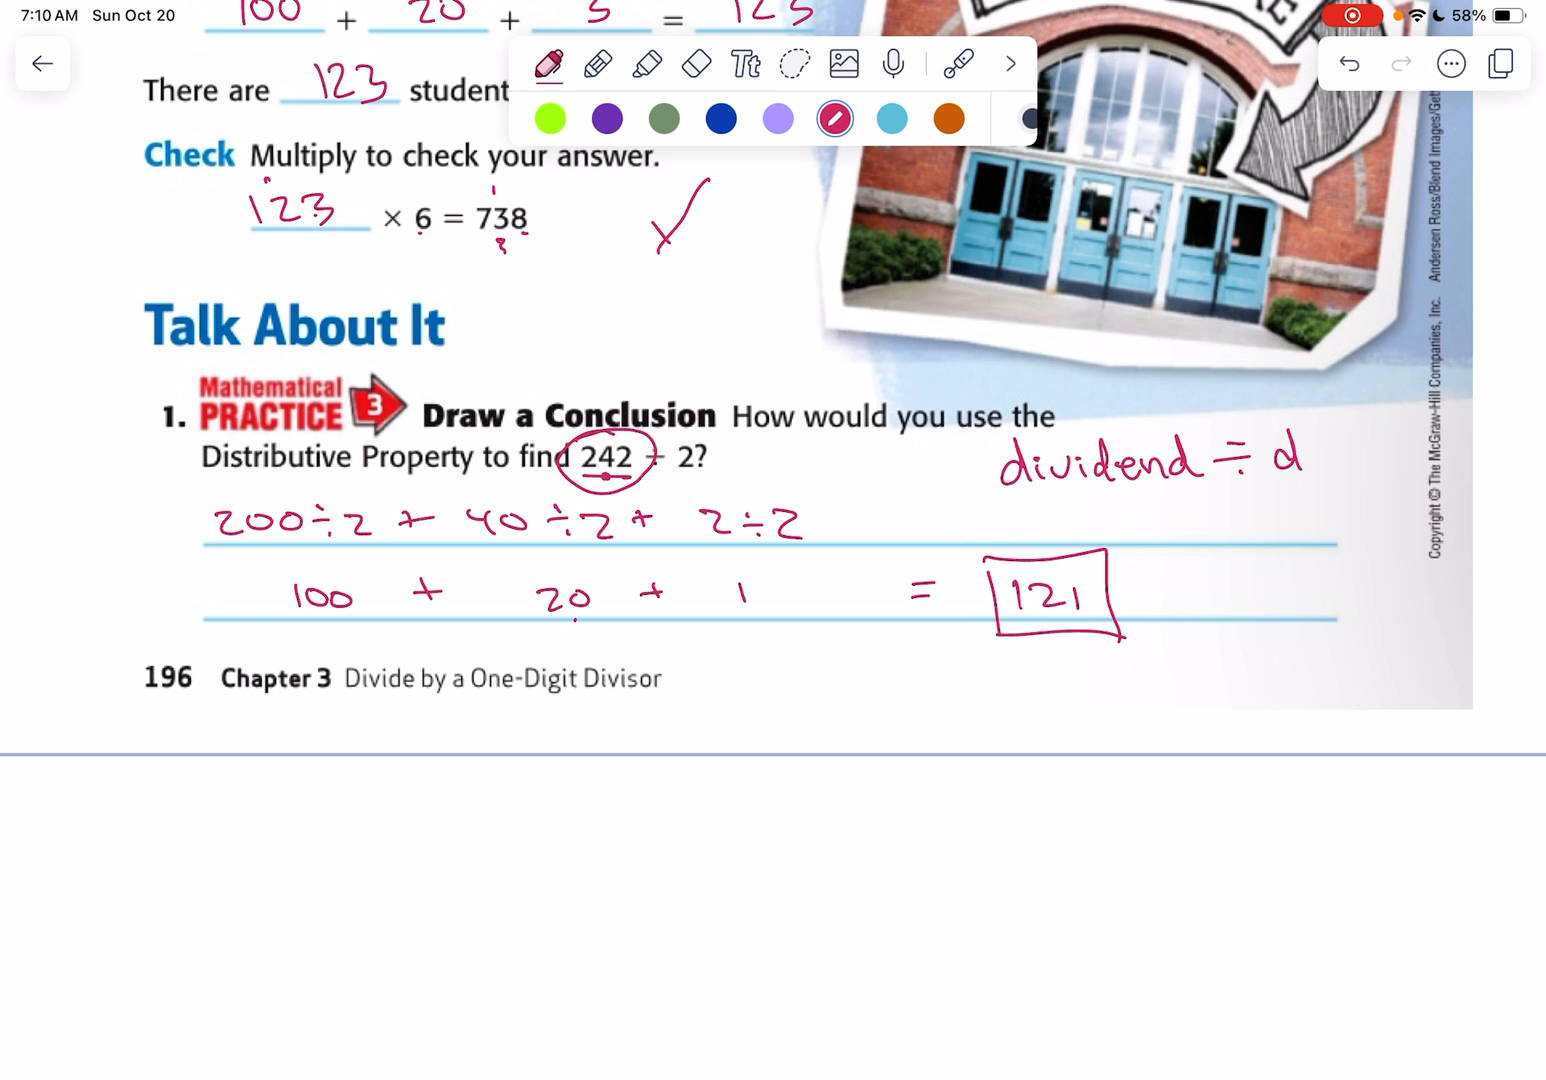 7:10 AM Sun Oct 20
58%
100 + 20 + 3 = 123
There are 123 student
Tt
Check Multiply to check your answer.
1
123 × 6 = 738
Talk About It
1. Mathematical PRACTICE 3 Draw a Conclusion How would you use the
Distributive Property to find 242 ÷ 2?
dividend ÷ d
200÷2 + 40÷2 + 2÷2
100 + 20 + 1 = 121
196 Chapter 3 Divide by a One-Digit Divisor
Copyright © The McGraw-Hill Companies, Inc. Andersen Ross/Blend Images/Get